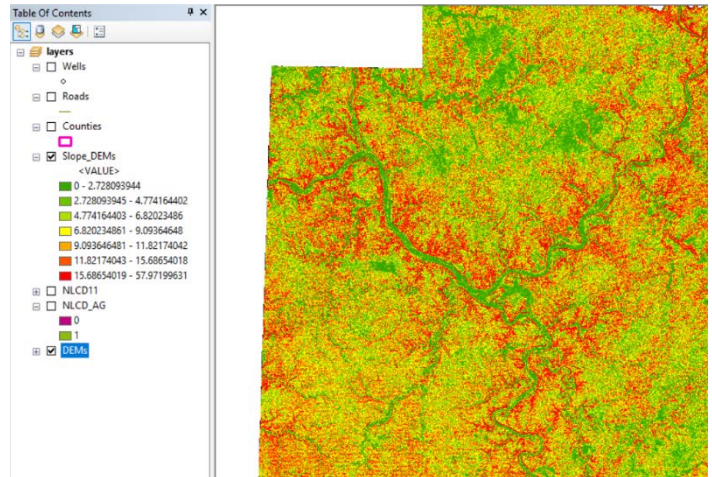 Table Of Contents
layers
Wells
Roads
Counties
Slope_DEMs
<VALUE>
0 - 2.728093944
2.728093945 - 4.774164402
4.774164403 - 6.82023486
6.820234861 - 9.09364648
9.093646481 - 11.82174042
11.82174043 - 15.68654018
15.68654019 - 57.97199631
NLCD11
NLCD_AG
0
1
DEMs